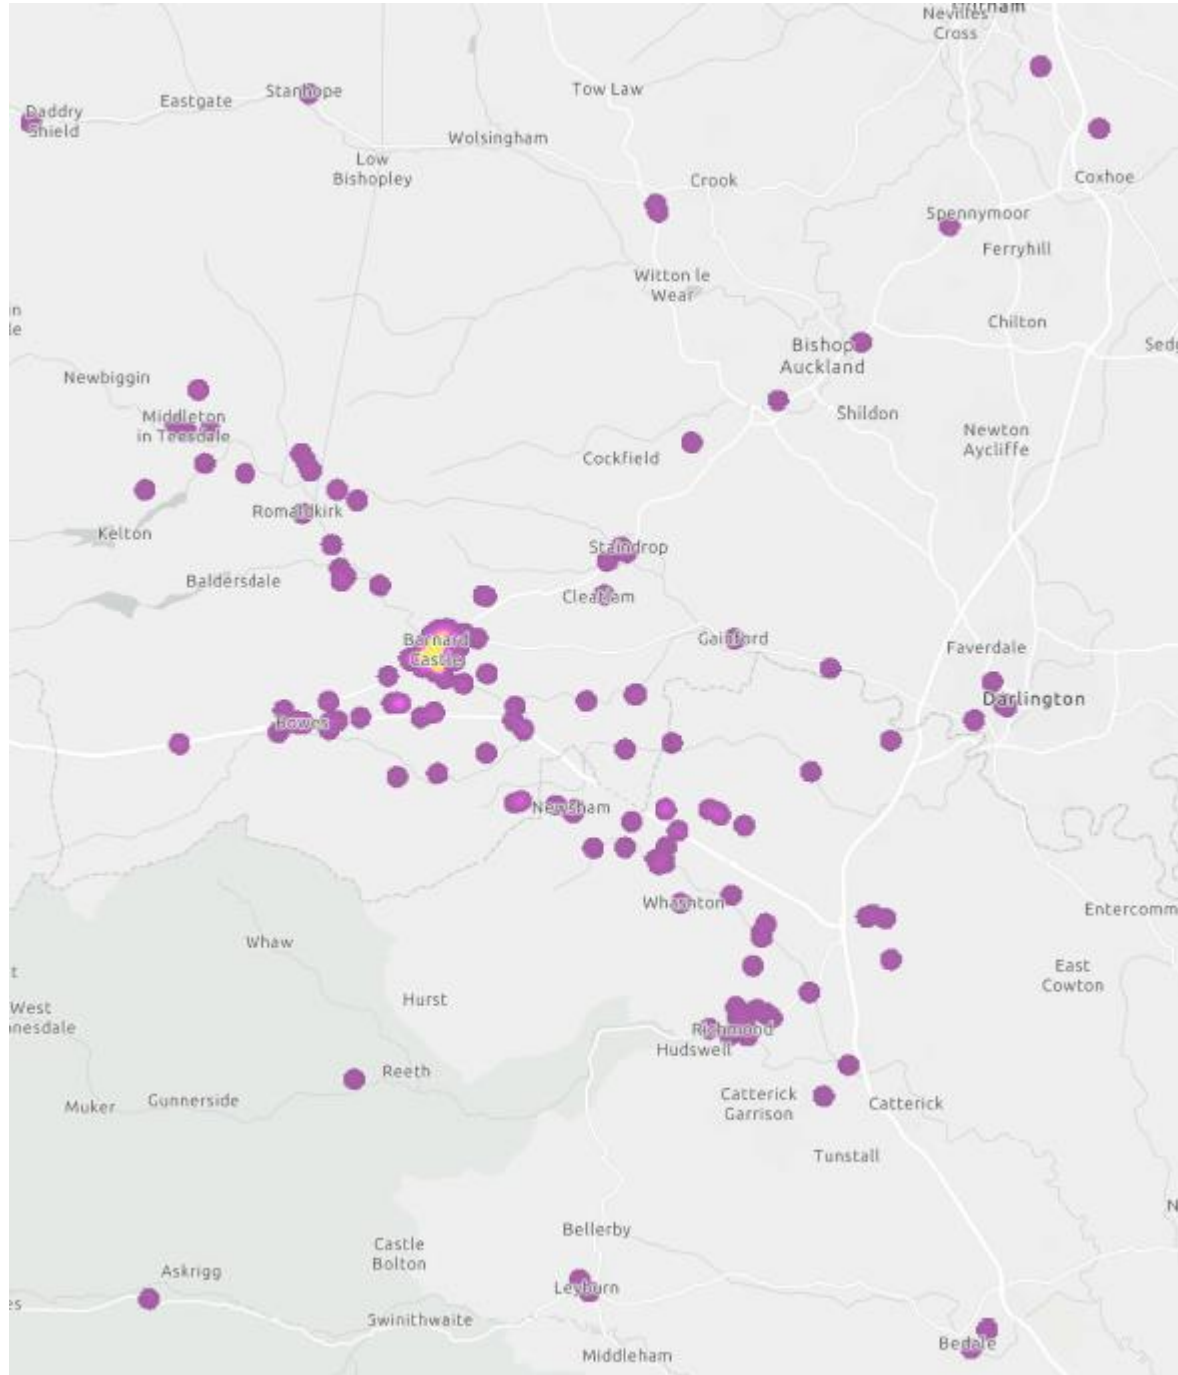 Nevilles
Cross
Daddry
Shield
Eastgate
Stanhope
Tow Law
Wolsingham
Low
Bishopley
Crook
Coxhoe
Spennymoor
Ferryhill
Witton le
Wear
Chilton
Bishop
Auckland
Newbiggin
Middleton
in Teesdale
Shildon
Newton
Aycliffe
Cockfield
Romaldkirk
Kelton
Staindrop
Baldersdale
Cleatlam
Barnard
Castle
Gainford
Faverdale
Darlington
Bowes
Newsham
Whashton
Entercomm
Whaw
East
Cowton
Hurst
West
Richmond
Hudswell
Reeth
Muker
Gunnerside
Catterick
Garrison
Catterick
Tunstall
Bellerby
Castle
Bolton
Askrigg
Leyburn
Swinithwaite
Middleham
Bedale